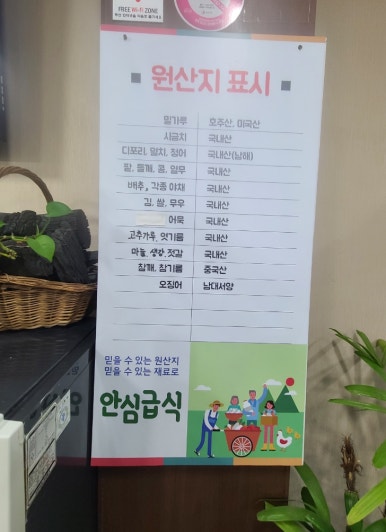 FREE Wi-Fi ZONE
원산지 표시
밀가루 호주산, 미국산
시금치 국내산
디포리, 멸치, 청어 국내산(남해)
팥, 들깨, 콩, 열무 국내산
배추, 각종 야채 국내산
김, 쌀, 무우 국내산
어묵 국내산
고추가루, 엿기름 국내산
마늘, 생강, 젓갈 국내산
참깨, 참기름 중국산
오징어 남대서양
믿을 수 있는 원산지
믿을 수 있는 재료로
안심급식